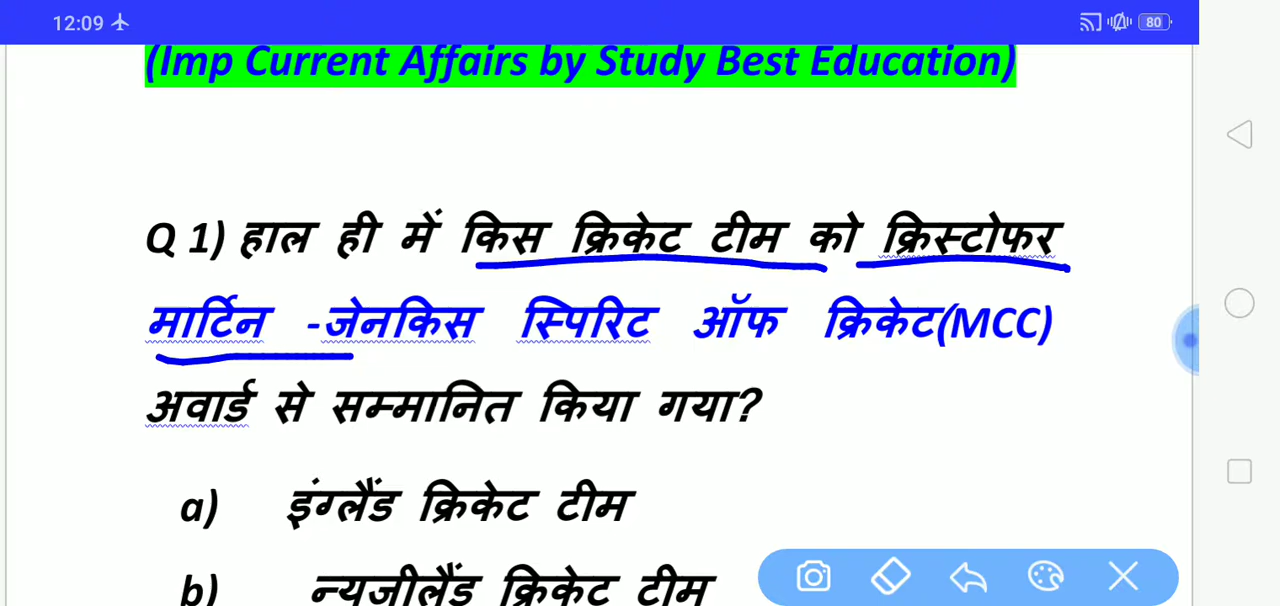 12:09
80
(Imp Current Affairs by Study Best Education)
Q 1) हाल ही में किस क्रिकेट टीम को क्रिस्टोफर
मार्टिन -जेनकिस स्पिरिट ऑफ क्रिकेट(MCC)
अवार्ड से सम्मानित किया गया?
a) इंग्लैंड क्रिकेट टीम
b) न्यूजीलैंड क्रिकेट टीम